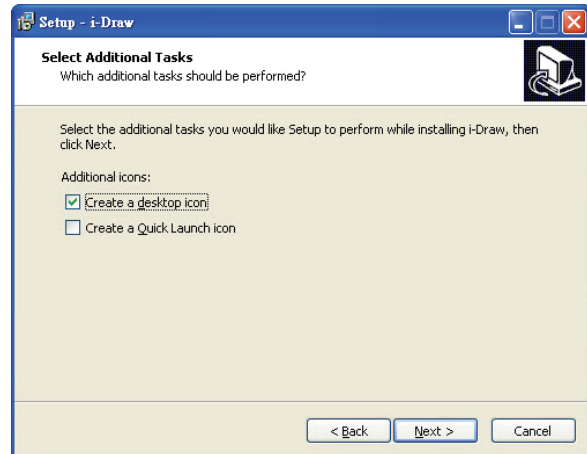 Setup - i-Draw
Select Additional Tasks
Which additional tasks should be performed?
Select the additional tasks you would like Setup to perform while installing i-Draw, then
click Next.
Additional icons:
Create a desktop icon
Create a Quick Launch icon
< Back
Next >
Cancel